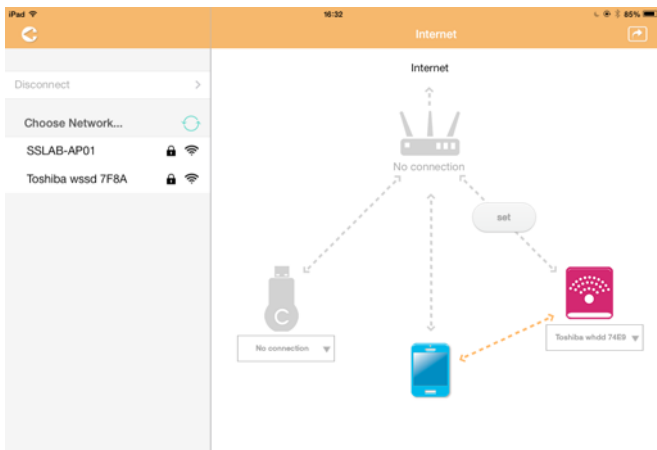 iPad
16:32
85%
Internet
Disconnect
Choose Network...
SSLAB-AP01
Toshiba wssd 7F8A
Internet
No connection
set
C
No connection
Toshiba whdd 74E9